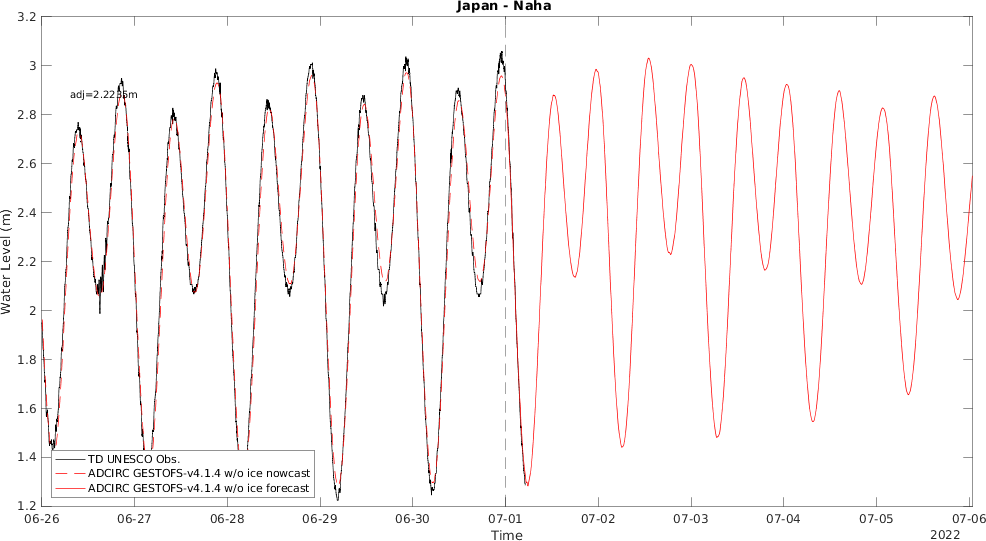 Japan - Naha
3.2
3
2.8
2.6
2.4
2.2
2
1.8
1.6
1.4
1.2
Water Level (m)
adj=2.2235m
TD UNESCO Obs.
ADCIRC GESTOFS-v4.1.4 w/o ice nowcast
ADCIRC GESTOFS-v4.1.4 w/o ice forecast
06-26 06-27 06-28 06-29 06-30 07-01 07-02 07-03 07-04 07-05 07-06
Time
2022